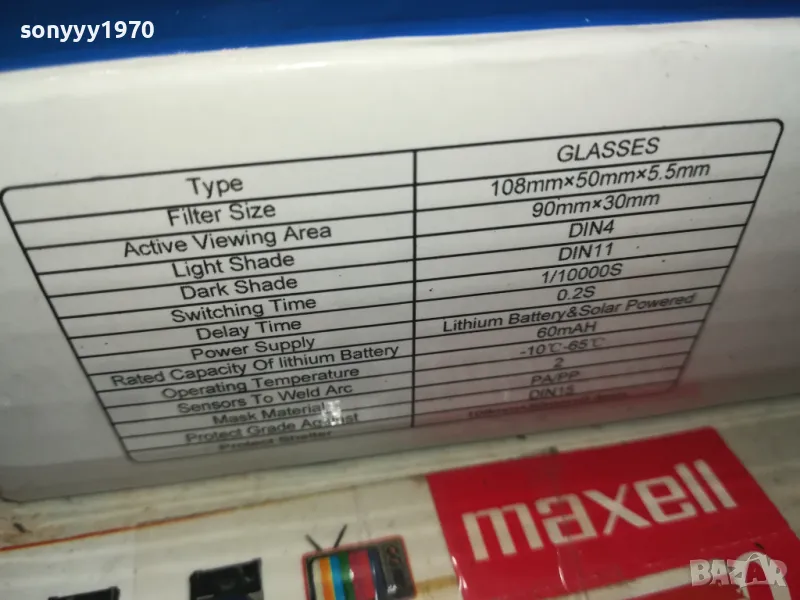 sonyyy1970
Type GLASSES
Filter Size 108mm×50mm×5.5mm
Active Viewing Area 90mm×30mm
Light Shade DIN4
Dark Shade DIN11
Switching Time 1/10000S
Delay Time 0.2S
Power Supply Lithium Battery&Solar Powered
Rated Capacity Of lithium Battery 60mAH
Operating Temperature -10℃-65℃
Sensors To Weld Arc 2
Mask Material PA/PP
Protect Grade Against DIN15
Protect Shelter
maxell
BAZAR